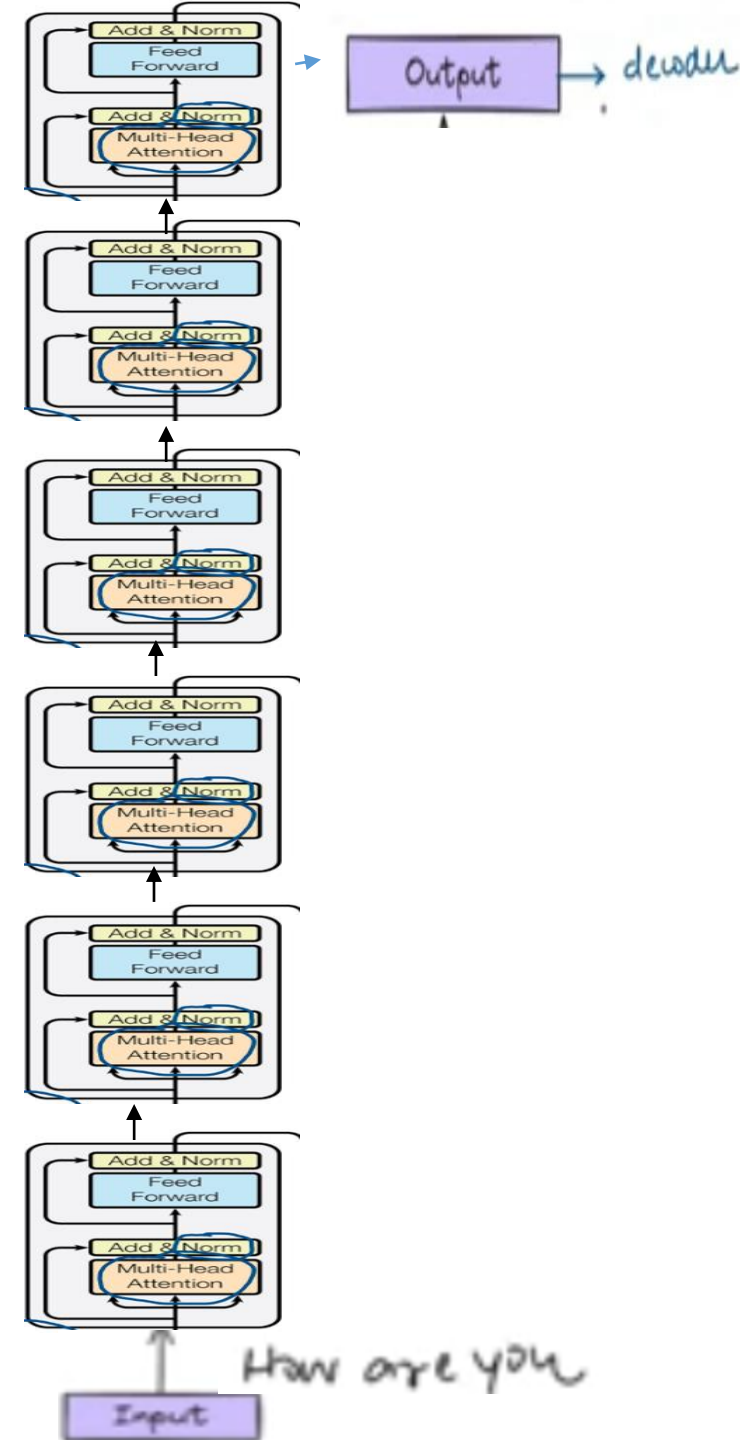 Add & Norm
Feed
Forward
Output
decoder
Add & Norm
Multi-Head
Attention
Add & Norm
Feed
Forward
Add & Norm
Multi-Head
Attention
Add & Norm
Feed
Forward
Add & Norm
Multi-Head
Attention
Add & Norm
Feed
Forward
Add & Norm
Multi-Head
Attention
Add & Norm
Feed
Forward
Add & Norm
Multi-Head
Attention
Add & Norm
Feed
Forward
Add & Norm
Multi-Head
Attention
How are you
Input